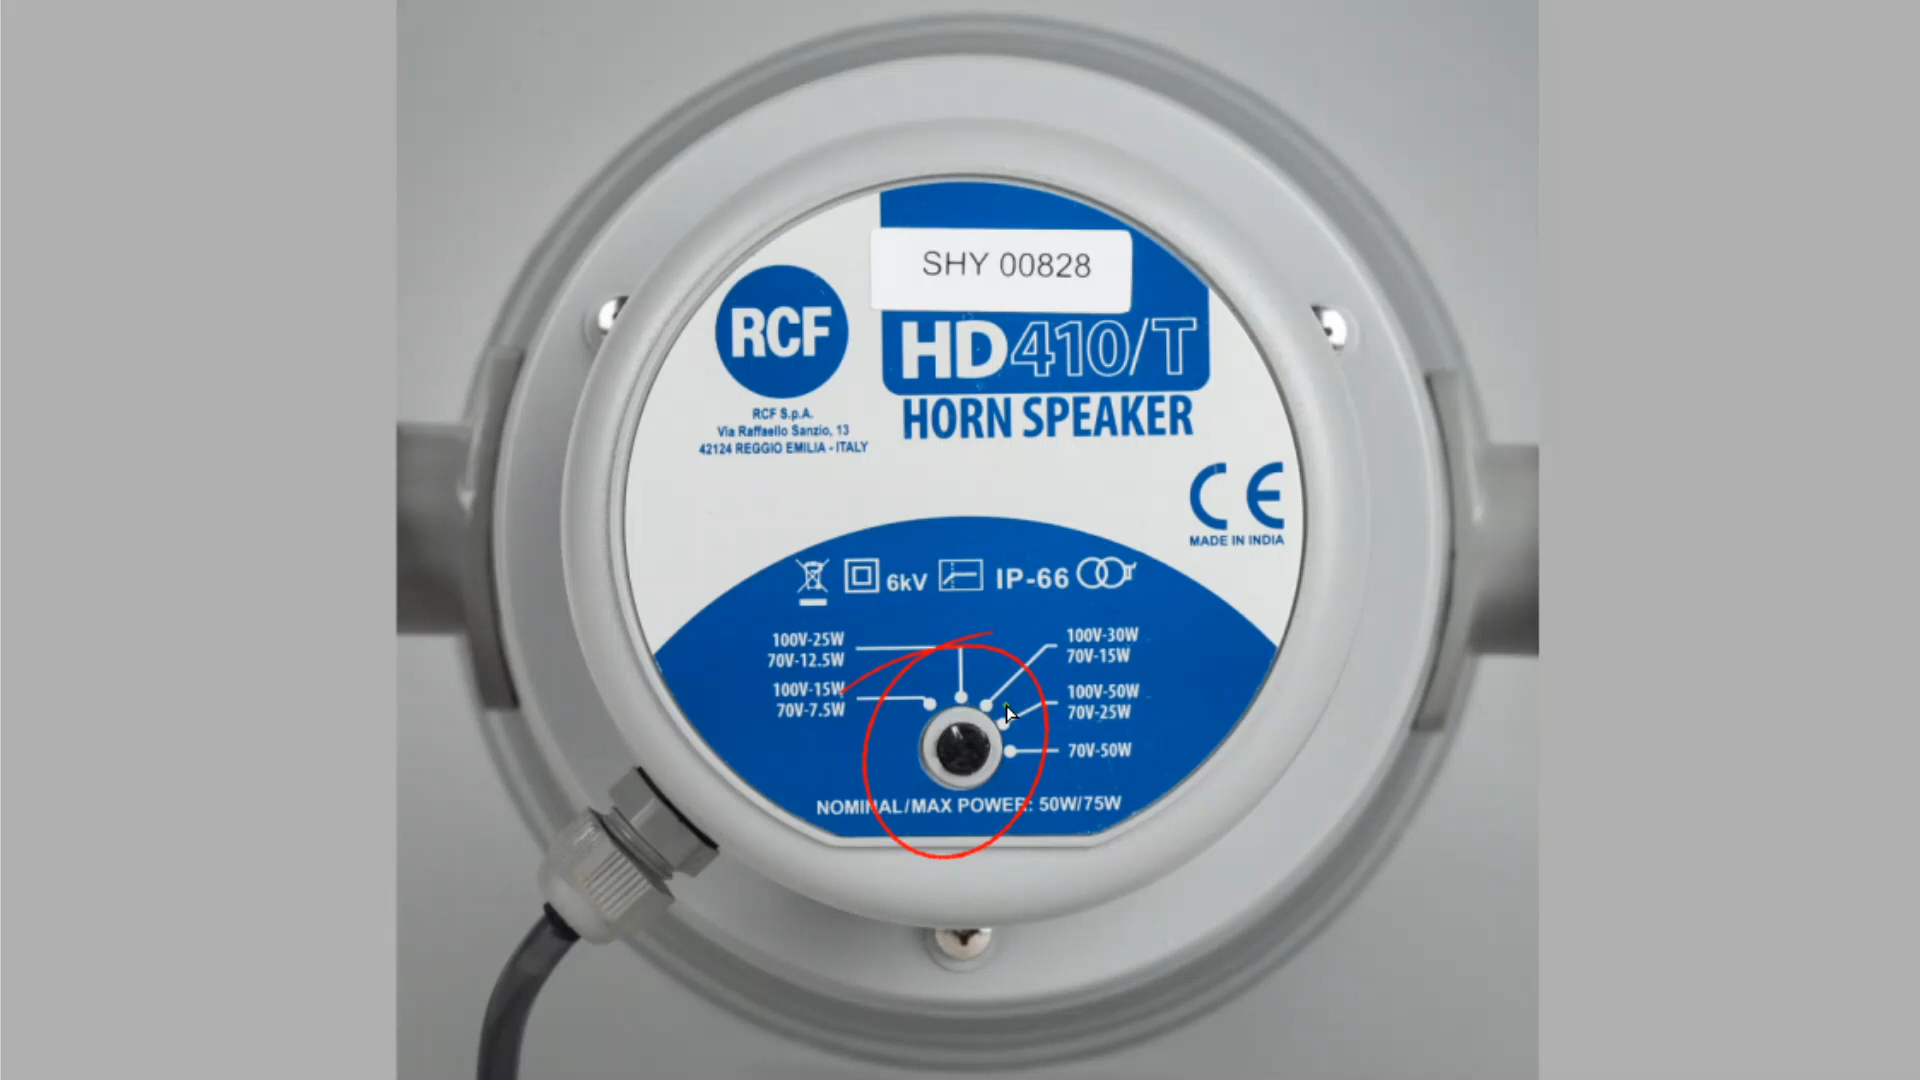 SHY 00828
RCF
HD410/T
HORN SPEAKER
RCF S.p.A.
Via Raffaello Sanzio, 13
42124 REGGIO EMILIA - ITALY
CE
MADE IN INDIA
6kV IP-66
100V-25W
70V-12.5W
100V-15W
70V-7.5W
100V-30W
70V-15W
100V-50W
70V-25W
70V-50W
NOMINAL/MAX POWER: 50W/75W